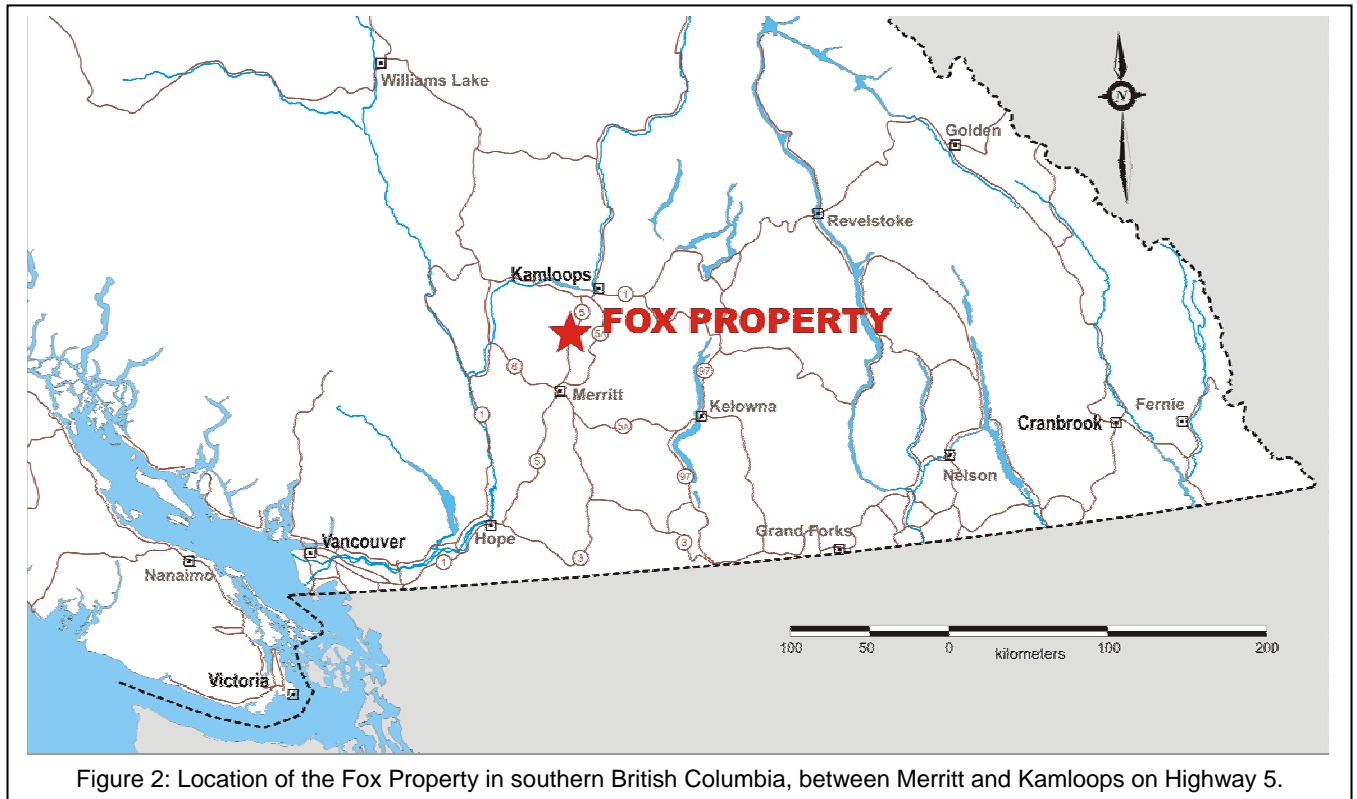 Williams Lake
N
Golden
Revelstoke
Kamloops
1
5
FOX PROPERTY
5A
8
Merritt
97
Kelowna
1
5A
Cranbrook
Fernie
5
97
Nelson
Hope
Grand Forks
Vancouver
3
3
1
Nanaimo
100 50 0 100 200
kilometers
Victoria
Figure 2: Location of the Fox Property in southern British Columbia, between Merritt and Kamloops on Highway 5.